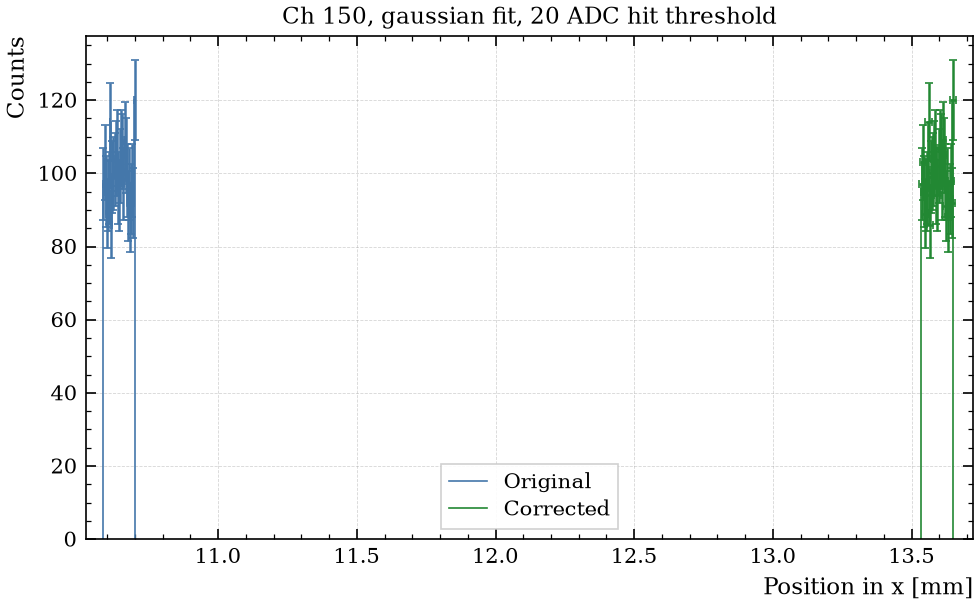 Ch 150, gaussian fit, 20 ADC hit threshold
Counts
120
100
80
60
40
20
0
Original
Corrected
11.0 11.5 12.0 12.5 13.0 13.5
Position in x [mm]